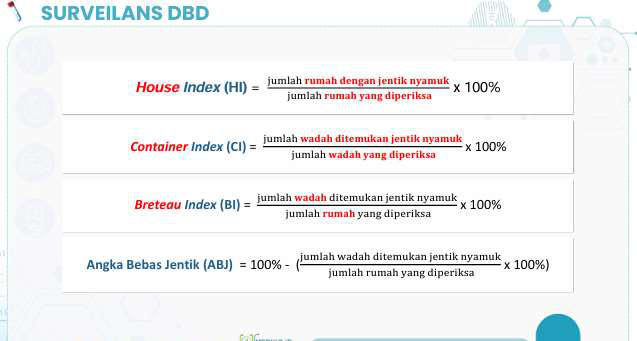 SURVEILANS DBD
House Index (HI) = jumlah rumah dengan jentik nyamuk x 100%
jumlah rumah yang diperiksa
Container Index (CI) = jumlah wadah ditemukan jentik nyamuk x 100%
jumlah wadah yang diperiksa
Breteau Index (BI) = jumlah wadah ditemukan jentik nyamuk x 100%
jumlah rumah yang diperiksa
Angka Bebas Jentik (ABJ) = 100% - (jumlah wadah ditemukan jentik nyamuk x 100%)
jumlah rumah yang diperiksa